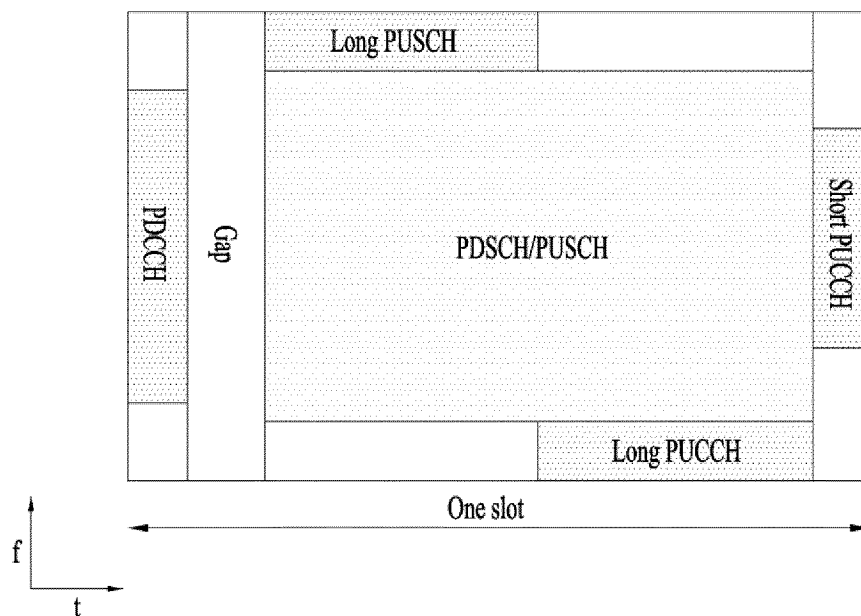 Long PUSCH
PDCCH
Gap
PDSCH/PUSCH
Short PUCCH
Long PUCCH
One slot
f
t